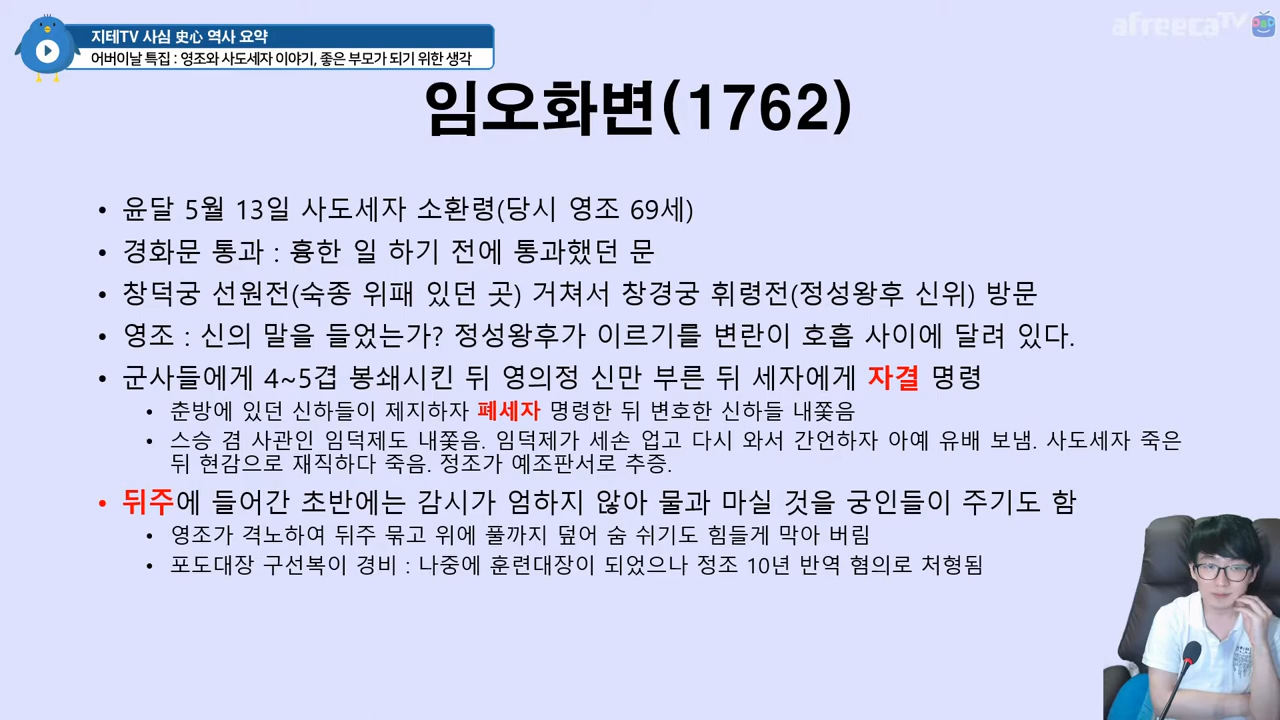 지테TV 사심 史心 역사 요약
어버이날 특집 : 영조와 사도세자 이야기, 좋은 부모가 되기 위한 생각
afreecaTV
임오화변(1762)
• 윤달 5월 13일 사도세자 소환령(당시 영조 69세)
• 경화문 통과 : 흉한 일 하기 전에 통과했던 문
• 창덕궁 선원전(숙종 위패 있던 곳) 거쳐서 창경궁 휘령전(정성왕후 신위) 방문
• 영조 : 신의 말을 들었는가? 정성왕후가 이르기를 변란이 호흡 사이에 달려 있다.
• 군사들에게 4~5겹 봉쇄시킨 뒤 영의정 신만 부른 뒤 세자에게 자결 명령
• 춘방에 있던 신하들이 제지하자 폐세자 명령한 뒤 변호한 신하들 내쫓음
• 스승 겸 사관인 임덕제도 내쫓음. 임덕제가 세손 업고 다시 와서 간언하자 아예 유배 보냄. 사도세자 죽은
뒤 현감으로 재직하다 죽음. 정조가 예조판서로 추증.
• 뒤주에 들어간 초반에는 감시가 엄하지 않아 물과 마실 것을 궁인들이 주기도 함
• 영조가 격노하여 뒤주 묶고 위에 풀까지 덮어 숨 쉬기도 힘들게 막아 버림
• 포도대장 구선복이 경비 : 나중에 훈련대장이 되었으나 정조 10년 반역 혐의로 처형됨